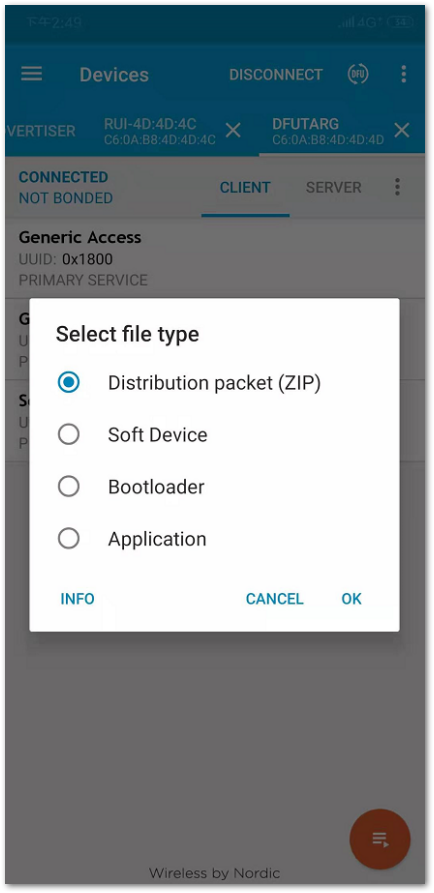 下午2:49
4G
Devices
DISCONNECT
DFU
VERTISER
RUI-4D:4D:4C
C6:0A:B8:4D:4D:4C
DFUTARG
C6:0A:B8:4D:4D:4D
CONNECTED
NOT BONDED
CLIENT
SERVER
Generic Access
UUID: 0x1800
PRIMARY SERVICE
G
U
P
Se
U
P
Select file type
Distribution packet (ZIP)
Soft Device
Bootloader
Application
INFO
CANCEL
OK
Wireless by Nordic